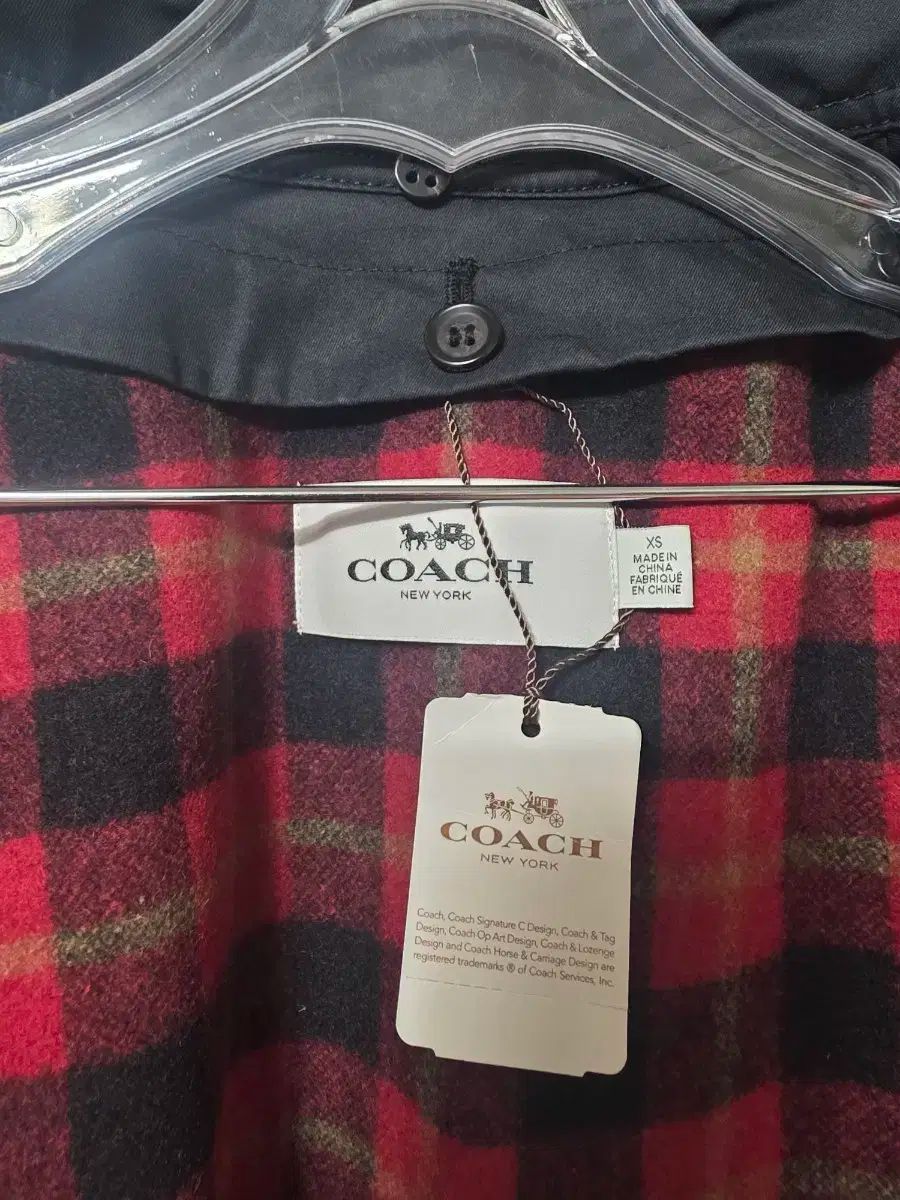 COACH
NEW YORK
XS
MADE IN
CHINA
FABRIQUÉ
EN CHINE
COACH
NEW YORK
Coach, Coach Signature C Design, Coach & Tag
Design, Coach Op Art Design, Coach & Lozenge
Design and Coach Horse & Carriage Design are
registered trademarks ® of Coach Services, Inc.